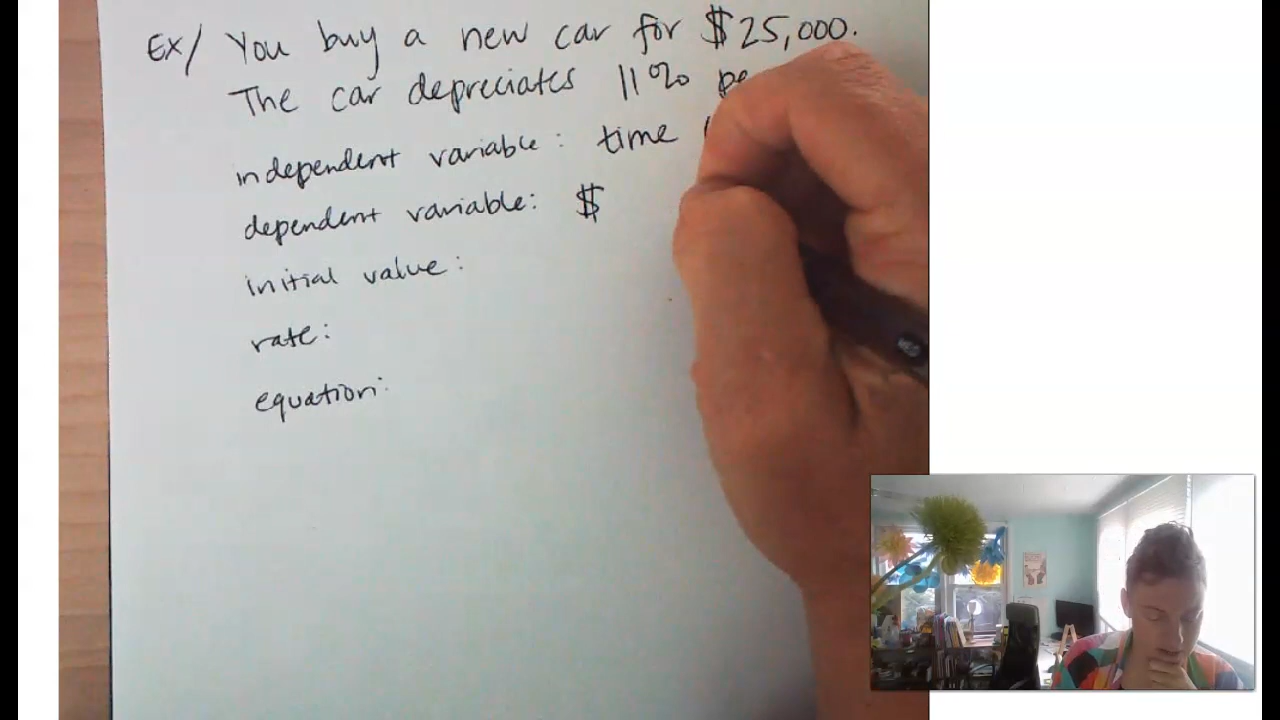 Ex/ You buy a new car for $25,000.
The car depreciates 11%
independent variable: time
dependent variable: $
initial value:
rate:
equation: